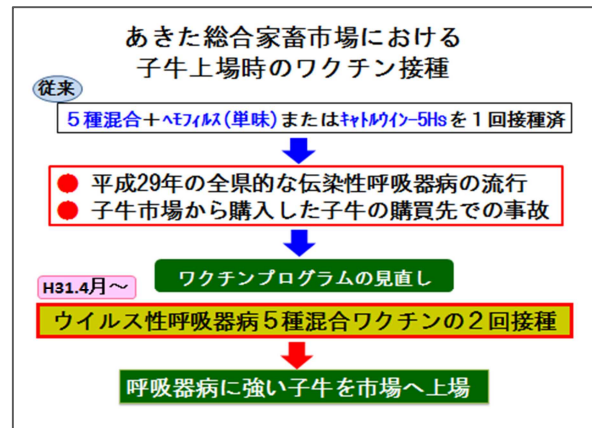 あきた総合家畜市場における
子牛上場時のワクチン接種
従来
５種混合＋ﾍﾓﾌｨﾙｽ(単味)またはｷｬﾄﾙｳｲﾝｰ5Hsを１回接種済
● 平成29年の全県的な伝染性呼吸器病の流行
● 子牛市場から購入した子牛の購買先での事故
ワクチンプログラムの見直し
H31.4月～
ウイルス性呼吸器病５種混合ワクチンの２回接種
呼吸器病に強い子牛を市場へ上場